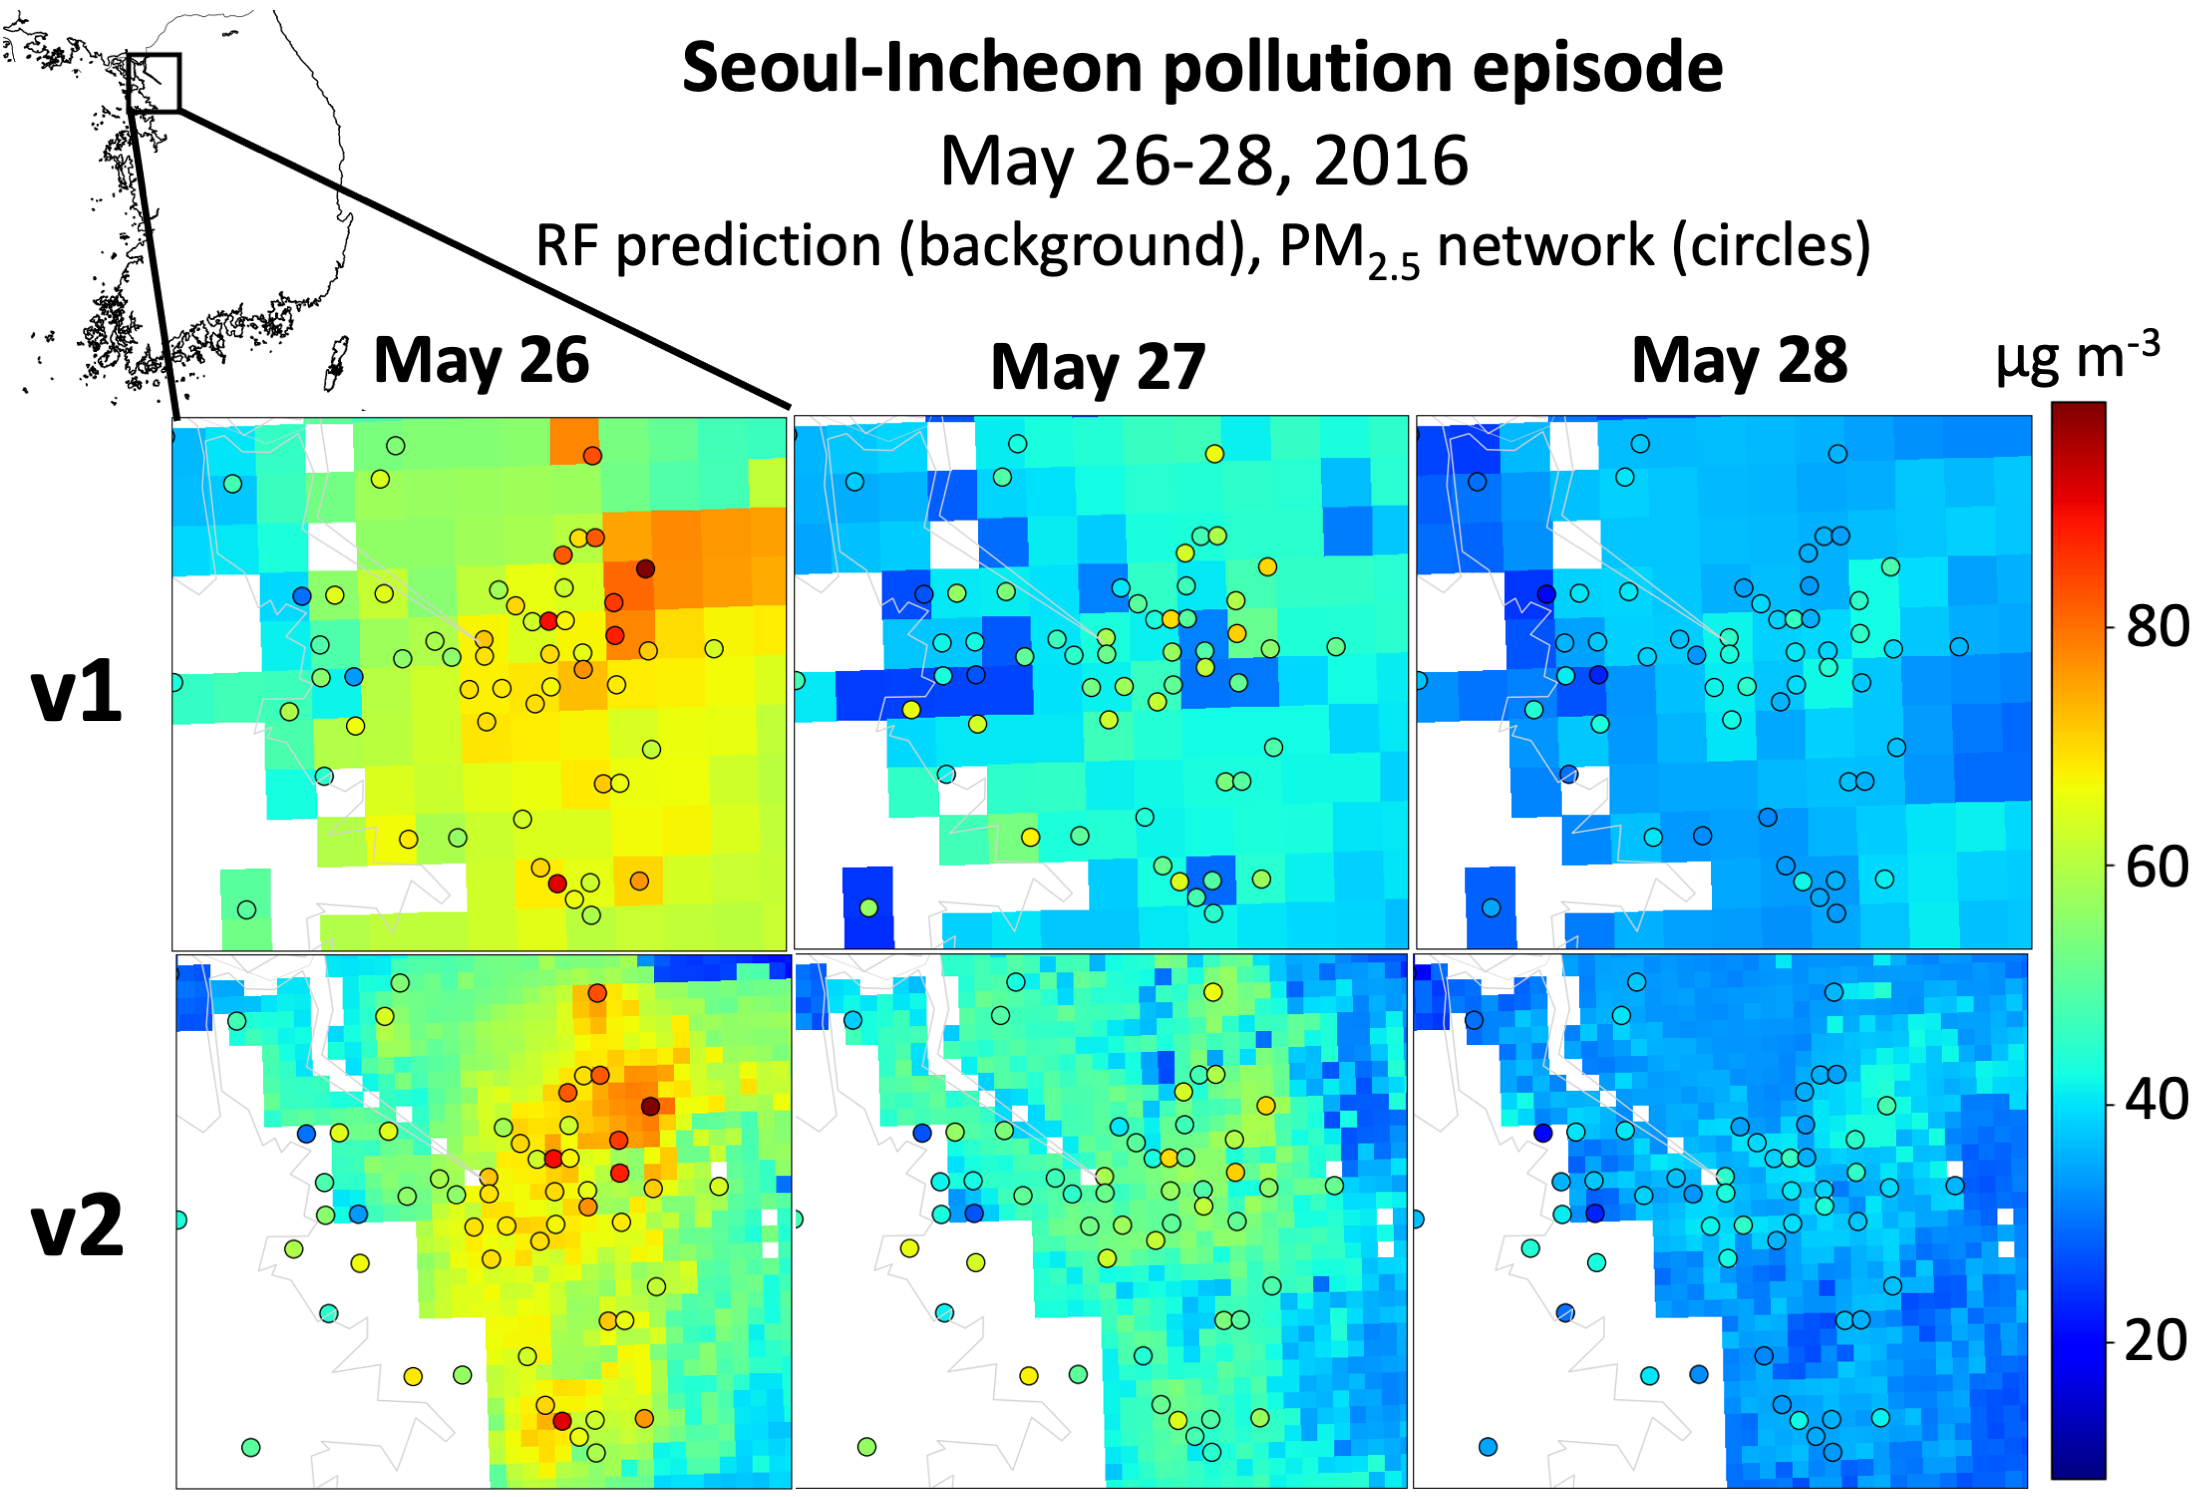 Seoul-Incheon pollution episode
May 26-28, 2016
RF prediction (background), PM2.5 network (circles)
May 26
May 27
May 28
µg m-3
v1
v2
80
60
40
20